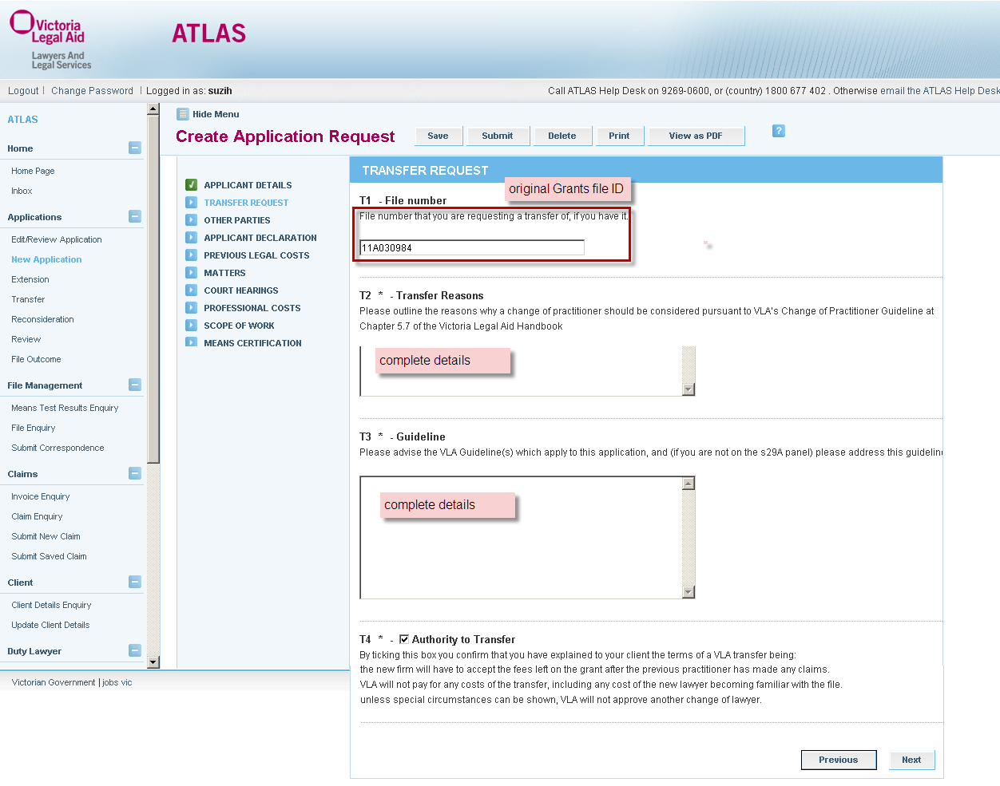 Victoria
Legal Aid
Lawyers And
Legal Services
ATLAS
Logout | Change Password | Logged in as: suzih
Call ATLAS Help Desk on 9269-0600, or (country) 1800 677 402 . Otherwise email the ATLAS Help Desk
ATLAS
Home
Home Page
Inbox
Applications
Edit/Review Application
New Application
Extension
Transfer
Reconsideration
Review
File Outcome
File Management
Means Test Results Enquiry
File Enquiry
Submit Correspondence
Claims
Invoice Enquiry
Claim Enquiry
Submit New Claim
Submit Saved Claim
Client
Client Details Enquiry
Update Client Details
Duty Lawyer
Victorian Government | jobs vic
Hide Menu
Create Application Request
Save Submit Delete Print View as PDF ?
APPLICANT DETAILS
TRANSFER REQUEST
OTHER PARTIES
APPLICANT DECLARATION
PREVIOUS LEGAL COSTS
MATTERS
COURT HEARINGS
PROFESSIONAL COSTS
SCOPE OF WORK
MEANS CERTIFICATION
TRANSFER REQUEST
original Grants file ID
T1 - File number
File number that you are requesting a transfer of, if you have it.
11A030984
T2 * - Transfer Reasons
Please outline the reasons why a change of practitioner should be considered pursuant to VLA's Change of Practitioner Guideline at
Chapter 5.7 of the Victoria Legal Aid Handbook
complete details
T3 * - Guideline
Please advise the VLA Guideline(s) which apply to this application, and (if you are not on the s29A panel) please address this guidelin
complete details
T4 * - Authority to Transfer
By ticking this box you confirm that you have explained to your client the terms of a VLA transfer being:
the new firm will have to accept the fees left on the grant after the previous practitioner has made any claims.
VLA will not pay for any costs of the transfer, including any cost of the new lawyer becoming familiar with the file.
unless special circumstances can be shown, VLA will not approve another change of lawyer.
Previous Next